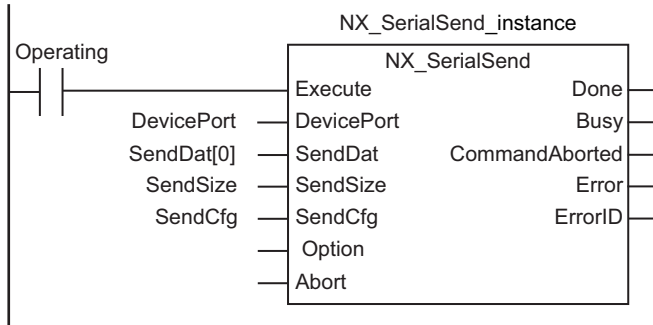 NX_SerialSend_instance
Operating
NX_SerialSend
Execute Done
DevicePort DevicePort Busy
SendDat[0] SendDat CommandAborted
SendSize SendSize Error
SendCfg SendCfg ErrorID
Option
Abort